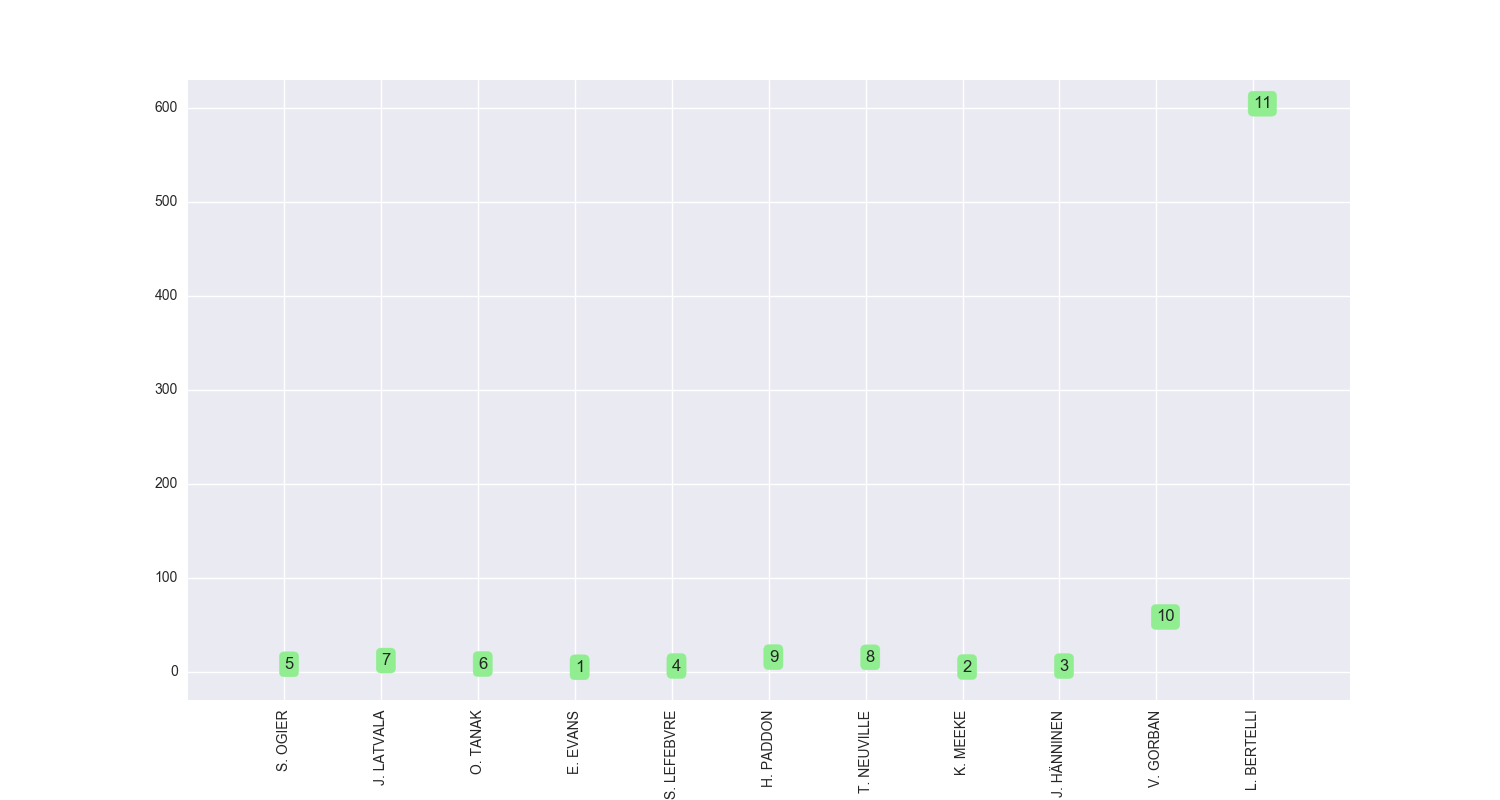 600
500
400
300
200
100
0
11
10
5
7
6
1
4
9
8
2
3
S. OGIER
J. LATVALA
O. TANAK
E. EVANS
S. LEFEBVRE
H. PADDON
T. NEUVILLE
K. MEEKE
J. HÄNNINEN
V. GORBAN
L. BERTELLI